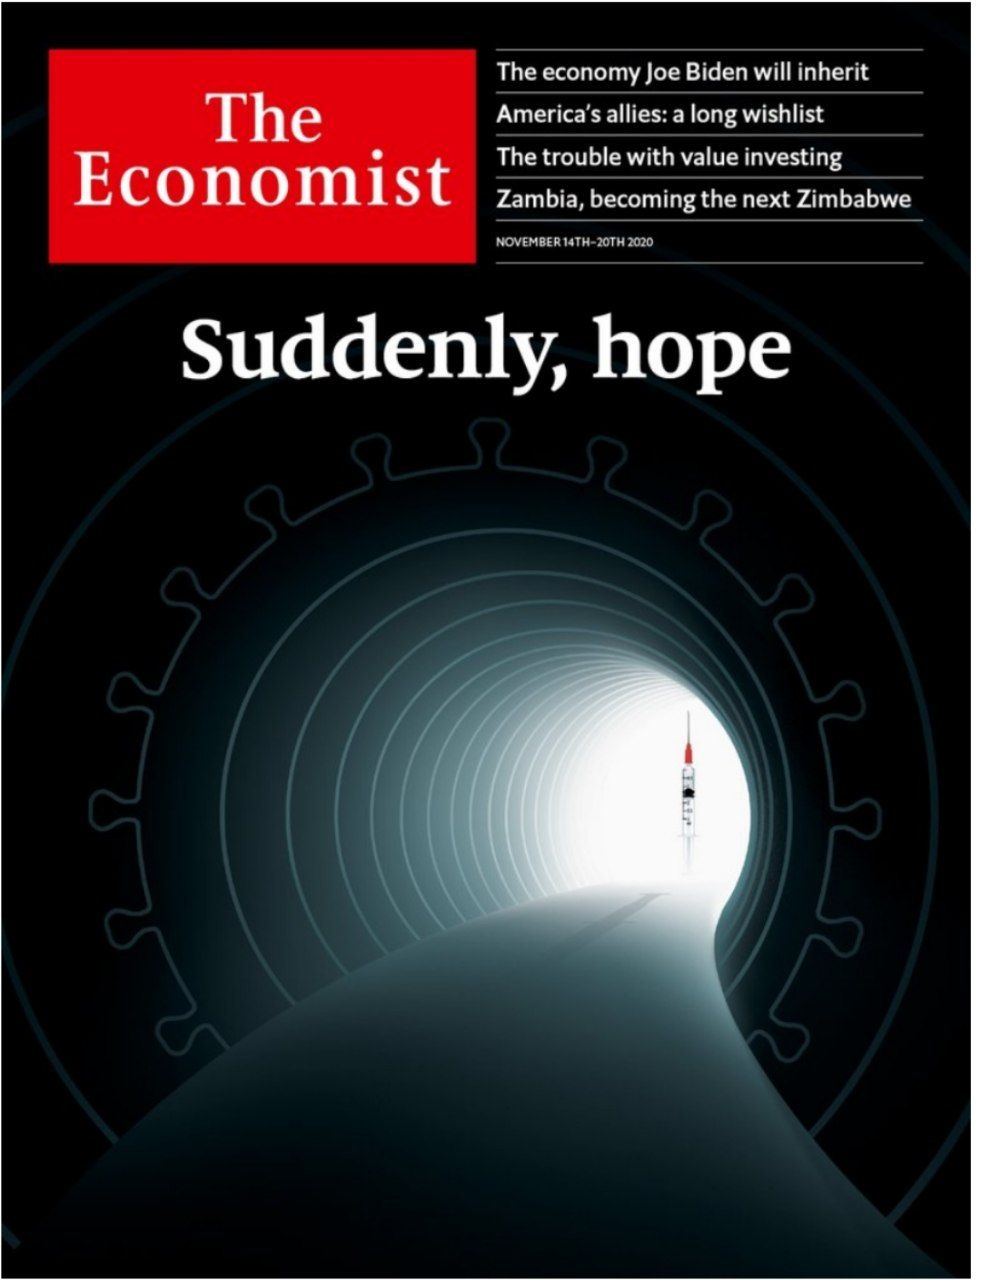 The
Economist
The economy Joe Biden will inherit
America's allies: a long wishlist
The trouble with value investing
Zambia, becoming the next Zimbabwe
NOVEMBER 14TH–20TH 2020
Suddenly, hope